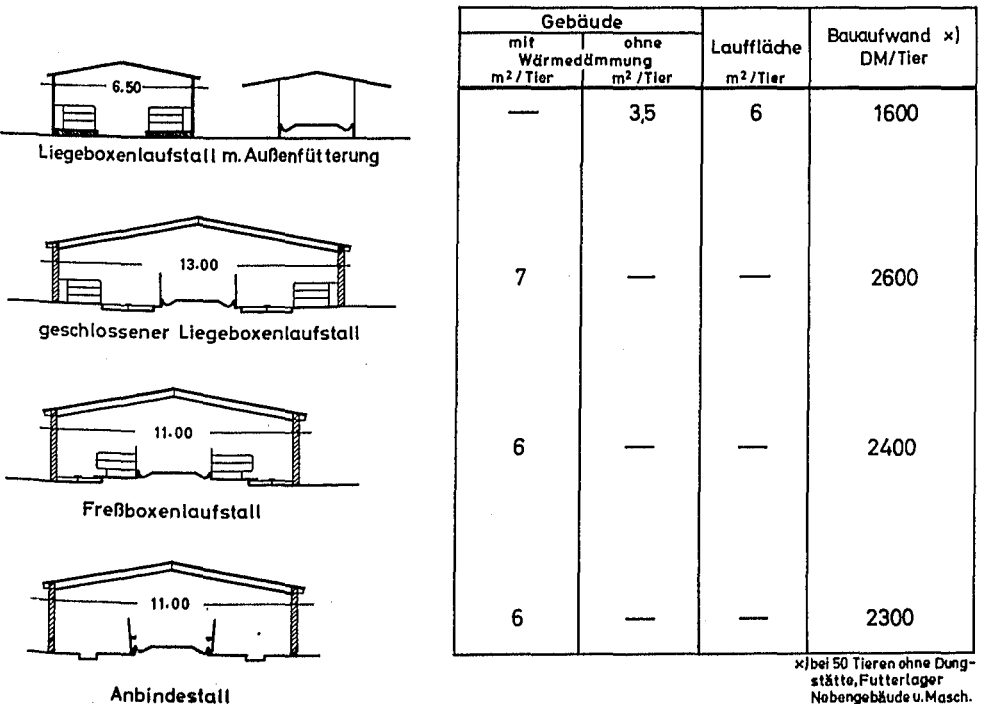 6.50
Liegeboxenlaufstall m. Außenfütterung
13.00
geschlossener Liegeboxenlaufstall
11.00
Freßboxenlaufstall
11.00
Anbindestall
Gebäude
mit ohne
Wärmedämmung
m²/Tier m²/Tier
Lauffläche
m²/Tier
Bauaufwand x)
DM/Tier
— 3,5 6 1600
7 — — 2600
6 — — 2400
6 — — 2300
x) bei 50 Tieren ohne Dung-
stätte, Futterlager
Nebengebäude u. Masch.